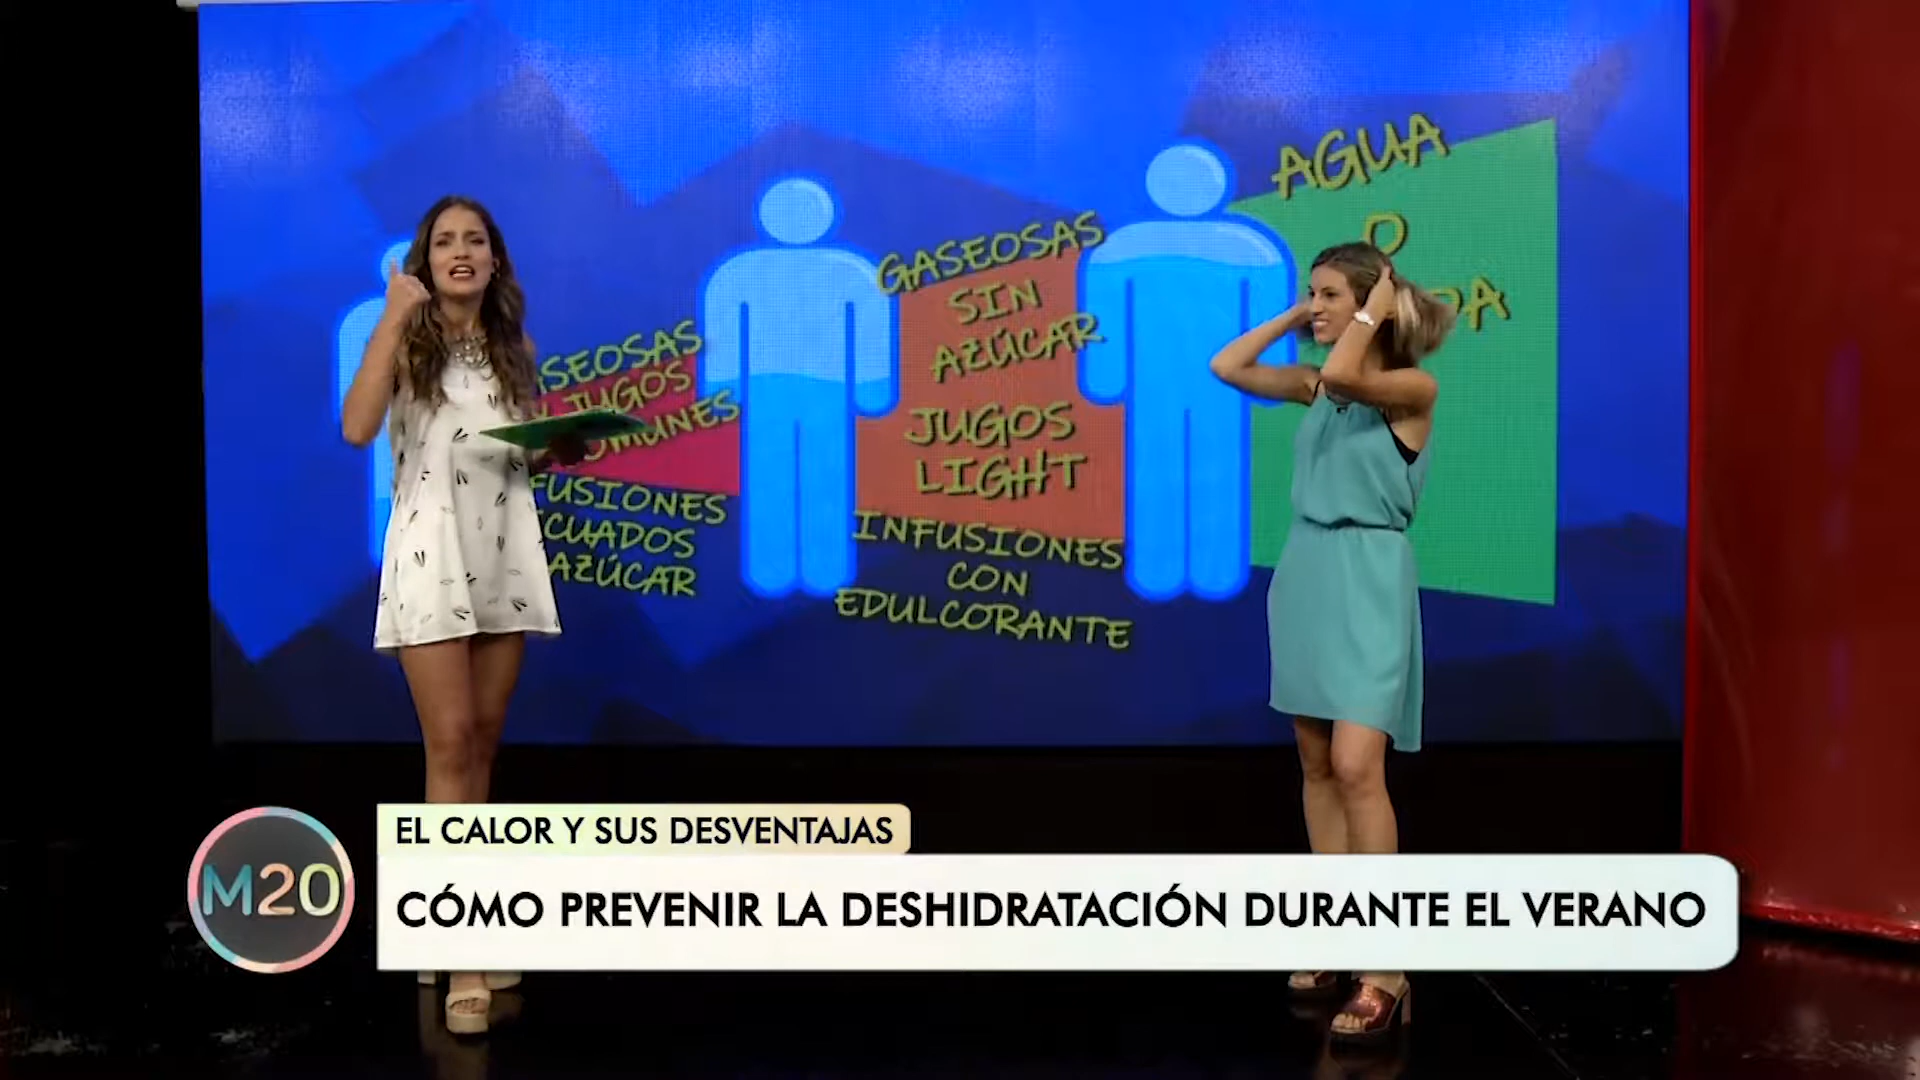 Y JUGOS
GASEOSAS
SIN
AZÚCAR
JUGOS
LIGHT
INFUSIONES
CON
EDULCORANTE
AGUA
O
AZÚCAR
M20
EL CALOR Y SUS DESVENTAJAS
CÓMO PREVENIR LA DESHIDRATACIÓN DURANTE EL VERANO